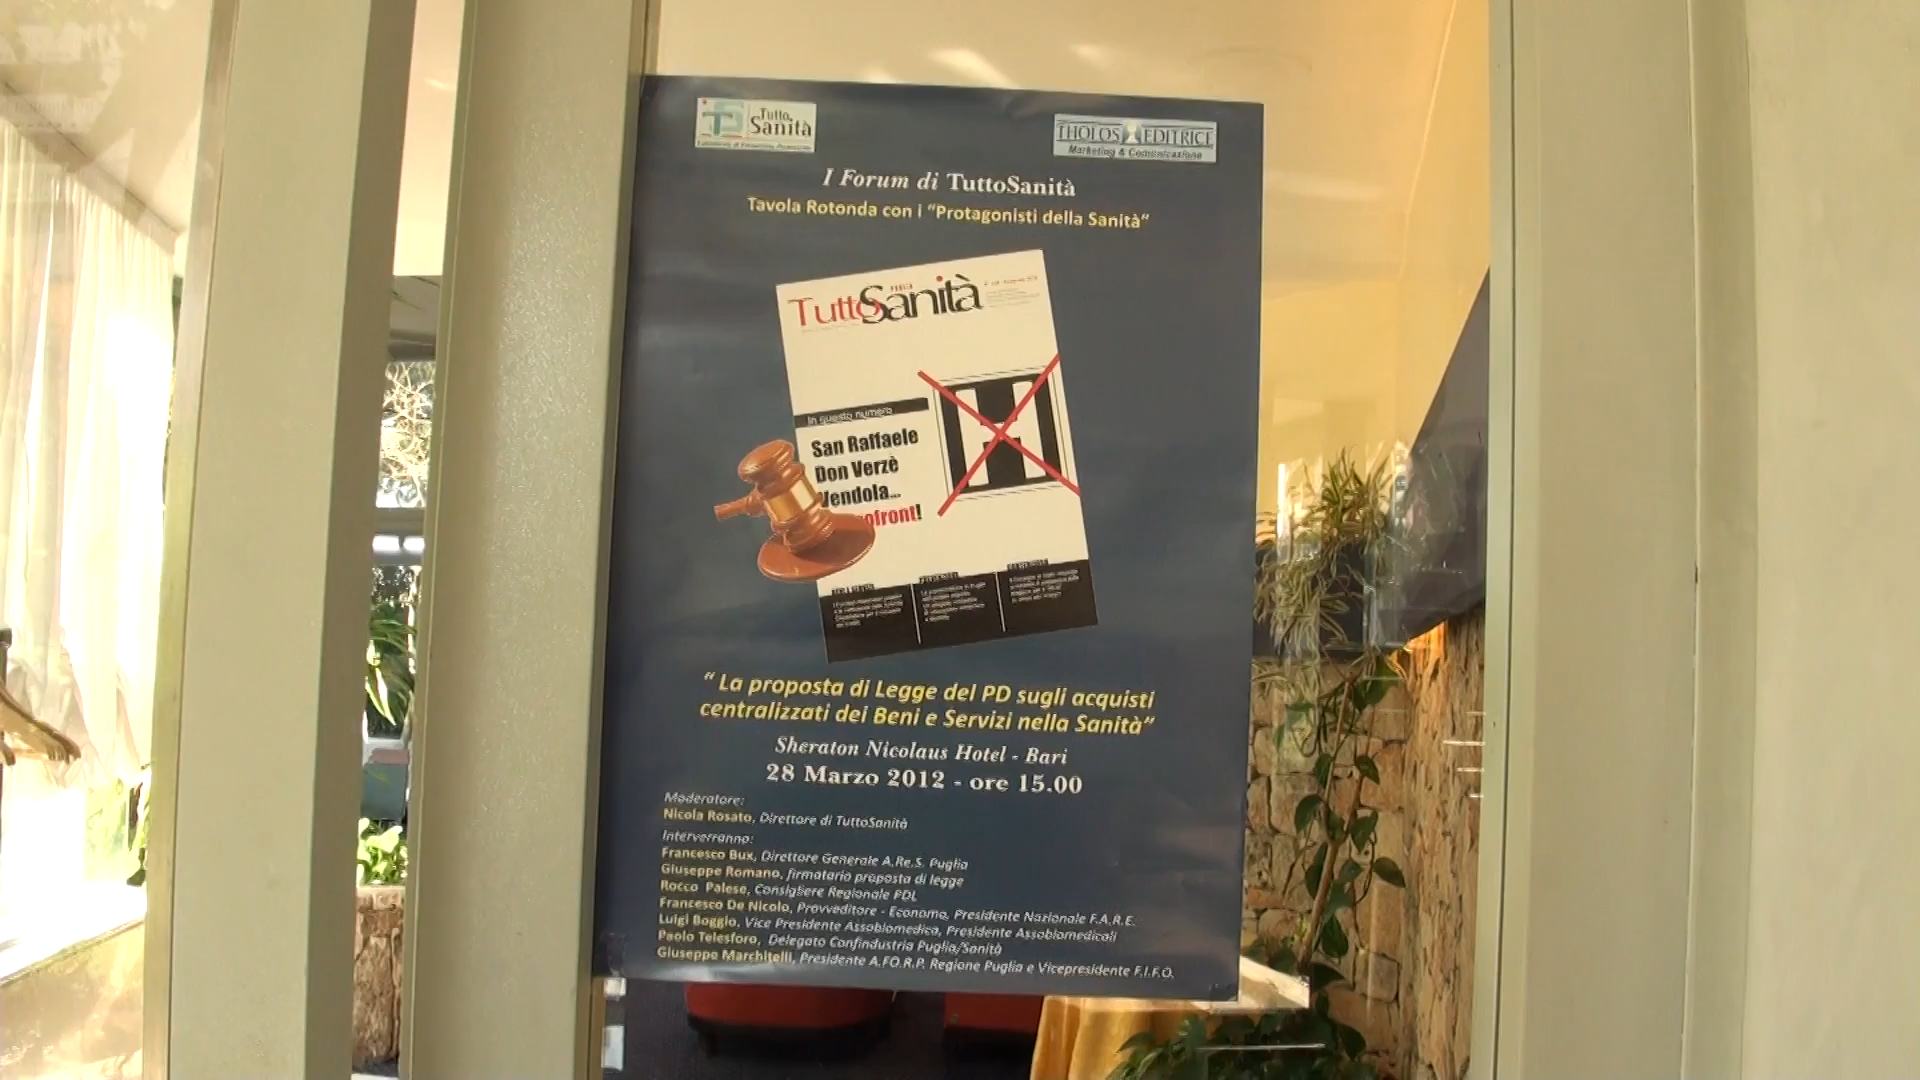 Tutto
Sanità
THOLOS EDITRICE
Marketing & Comunicazione
I Forum di TuttoSanità
Tavola Rotonda con i “Protagonisti della Sanità“
TuttoSanità
In questo numero
San Raffaele
Don Verzè
Vendola...
ofront!
“ La proposta di Legge del PD sugli acquisti
centralizzati dei Beni e Servizi nella Sanità”
Sheraton Nicolaus Hotel - Bari
28 Marzo 2012 - ore 15.00
Moderatore:
Nicola Rosato, Direttore di TuttoSanità
Interverranno:
Francesco Bux, Direttore Generale A.Re.S. Puglia
Giuseppe Romano, firmatario proposta di legge
Rocco Palese, Consigliere Regionale PDL
Francesco De Nicolo, Provveditore - Economo, Presidente Nazionale F.A.R.E.
Luigi Boggio, Vice Presidente Assobiomedica, Presidente Assobiomedicali
Paolo Telesforo, Delegato Confindustria Puglia/Sanità
Giuseppe Marchitelli, Presidente A.FO.R.P. Regione Puglia e Vicepresidente F.I.F.O.